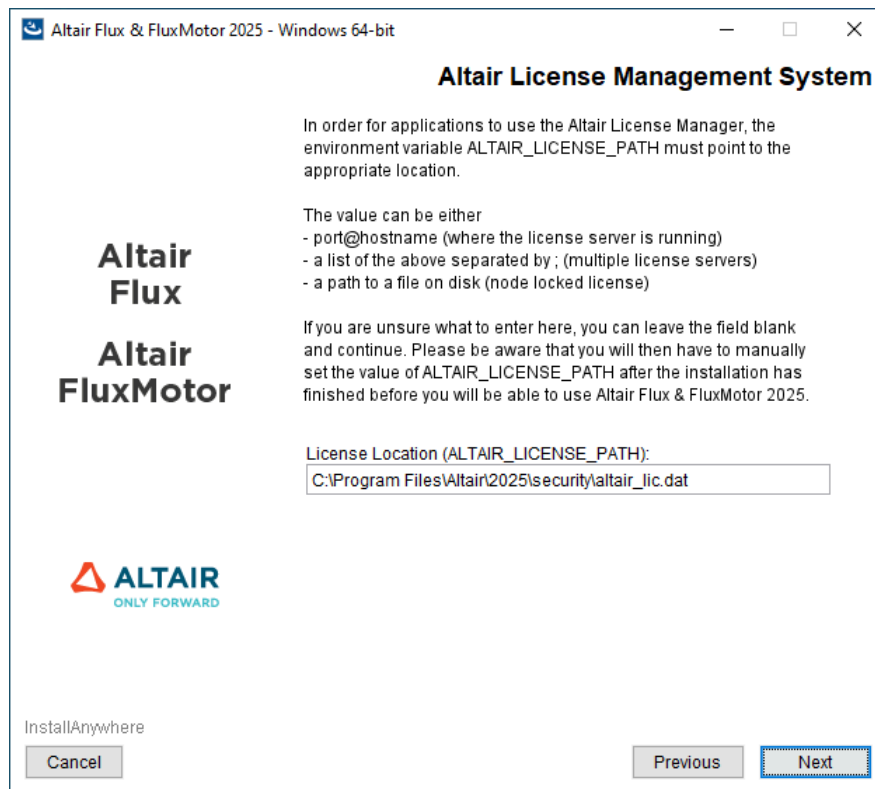 Altair Flux & FluxMotor 2025 - Windows 64-bit
Altair License Management System
In order for applications to use the Altair License Manager, the
environment variable ALTAIR_LICENSE_PATH must point to the
appropriate location.
The value can be either
- port@hostname (where the license server is running)
- a list of the above separated by ; (multiple license servers)
- a path to a file on disk (node locked license)
If you are unsure what to enter here, you can leave the field blank
and continue. Please be aware that you will then have to manually
set the value of ALTAIR_LICENSE_PATH after the installation has
finished before you will be able to use Altair Flux & FluxMotor 2025.
License Location (ALTAIR_LICENSE_PATH):
C:\Program Files\Altair\2025\security\altair_lic.dat
Altair
Flux
Altair
FluxMotor
ALTAIR
ONLY FORWARD
InstallAnywhere
Cancel
Previous
Next